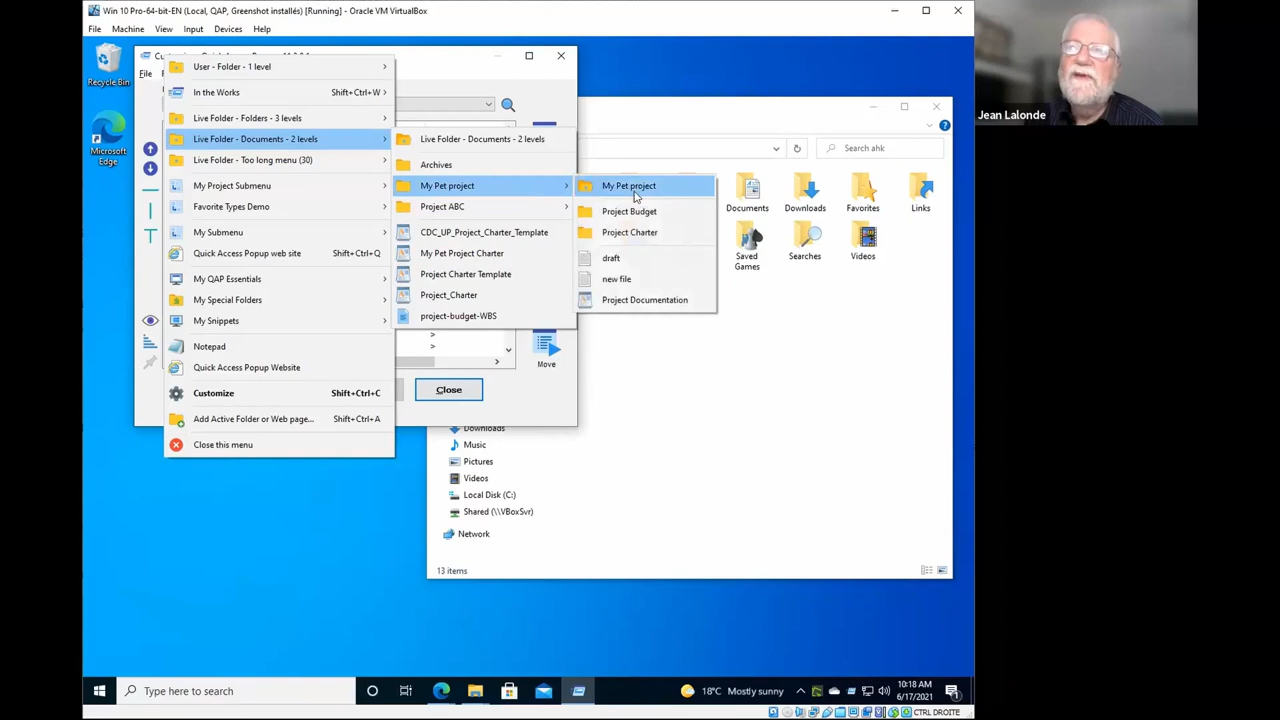 Win 10 Pro-64-bit-EN (Local, QAP, Greenshot installés) [Running] - Oracle VM VirtualBox
File Machine View Input Devices Help
Recycle Bin
Microsoft Edge
File
User - Folder - 1 level
In the Works Shift+Ctrl+W
Live Folder - Folders - 3 levels
Live Folder - Documents - 2 levels
Live Folder - Too long menu (30)
My Project Submenu
Favorite Types Demo
My Submenu
Quick Access Popup web site Shift+Ctrl+Q
My QAP Essentials
My Special Folders
My Snippets
Notepad
Quick Access Popup Website
Customize Shift+Ctrl+C
Add Active Folder or Web page... Shift+Ctrl+A
Close this menu
Live Folder - Documents - 2 levels
Archives
My Pet project
Project ABC
CDC_UP_Project_Charter_Template
My Pet Project Charter
Project Charter Template
Project_Charter
project-budget-WBS
My Pet project
Project Budget
Project Charter
draft
new file
Project Documentation
Move
Close
Search ahk
Documents
Downloads
Favorites
Links
Saved Games
Searches
Videos
Downloads
Music
Pictures
Videos
Local Disk (C:)
Shared (\\VBoxSvr)
Network
13 items
Jean Lalonde
Type here to search
18°C Mostly sunny
10:18 AM
6/17/2021
CTRL DROITE